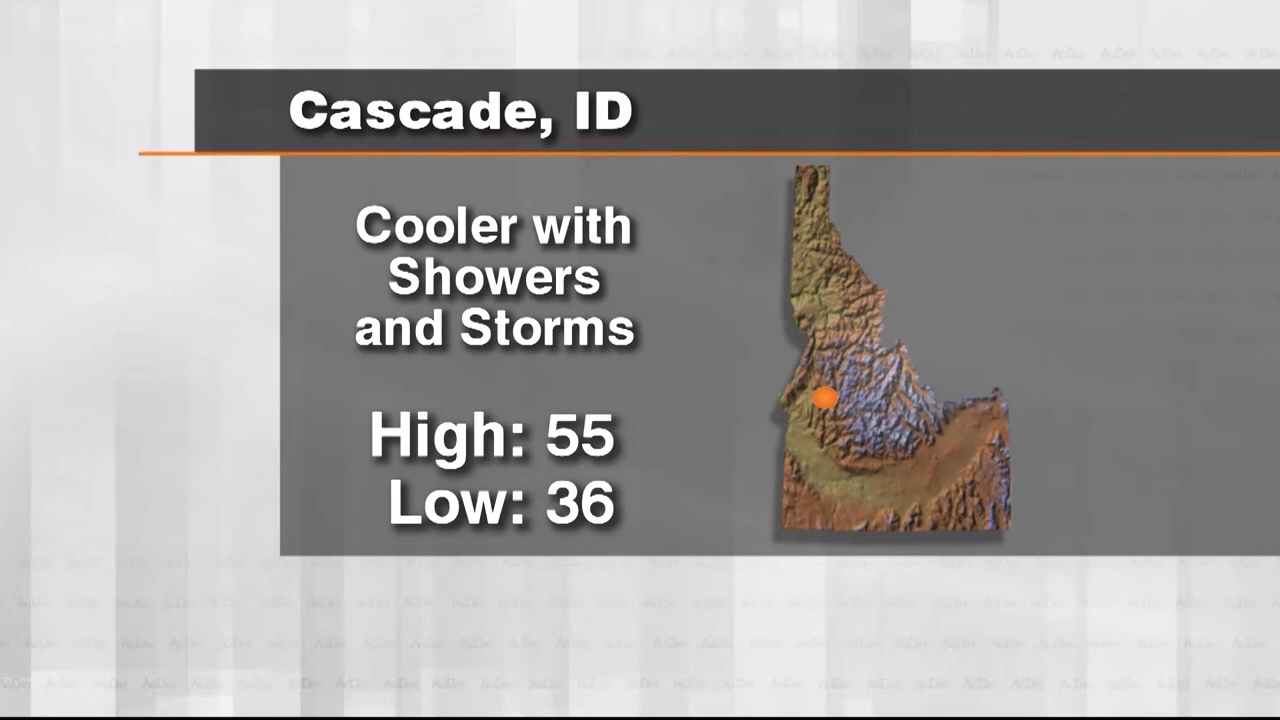 Cascade, ID
Cooler with
Showers
and Storms
High: 55
Low: 36